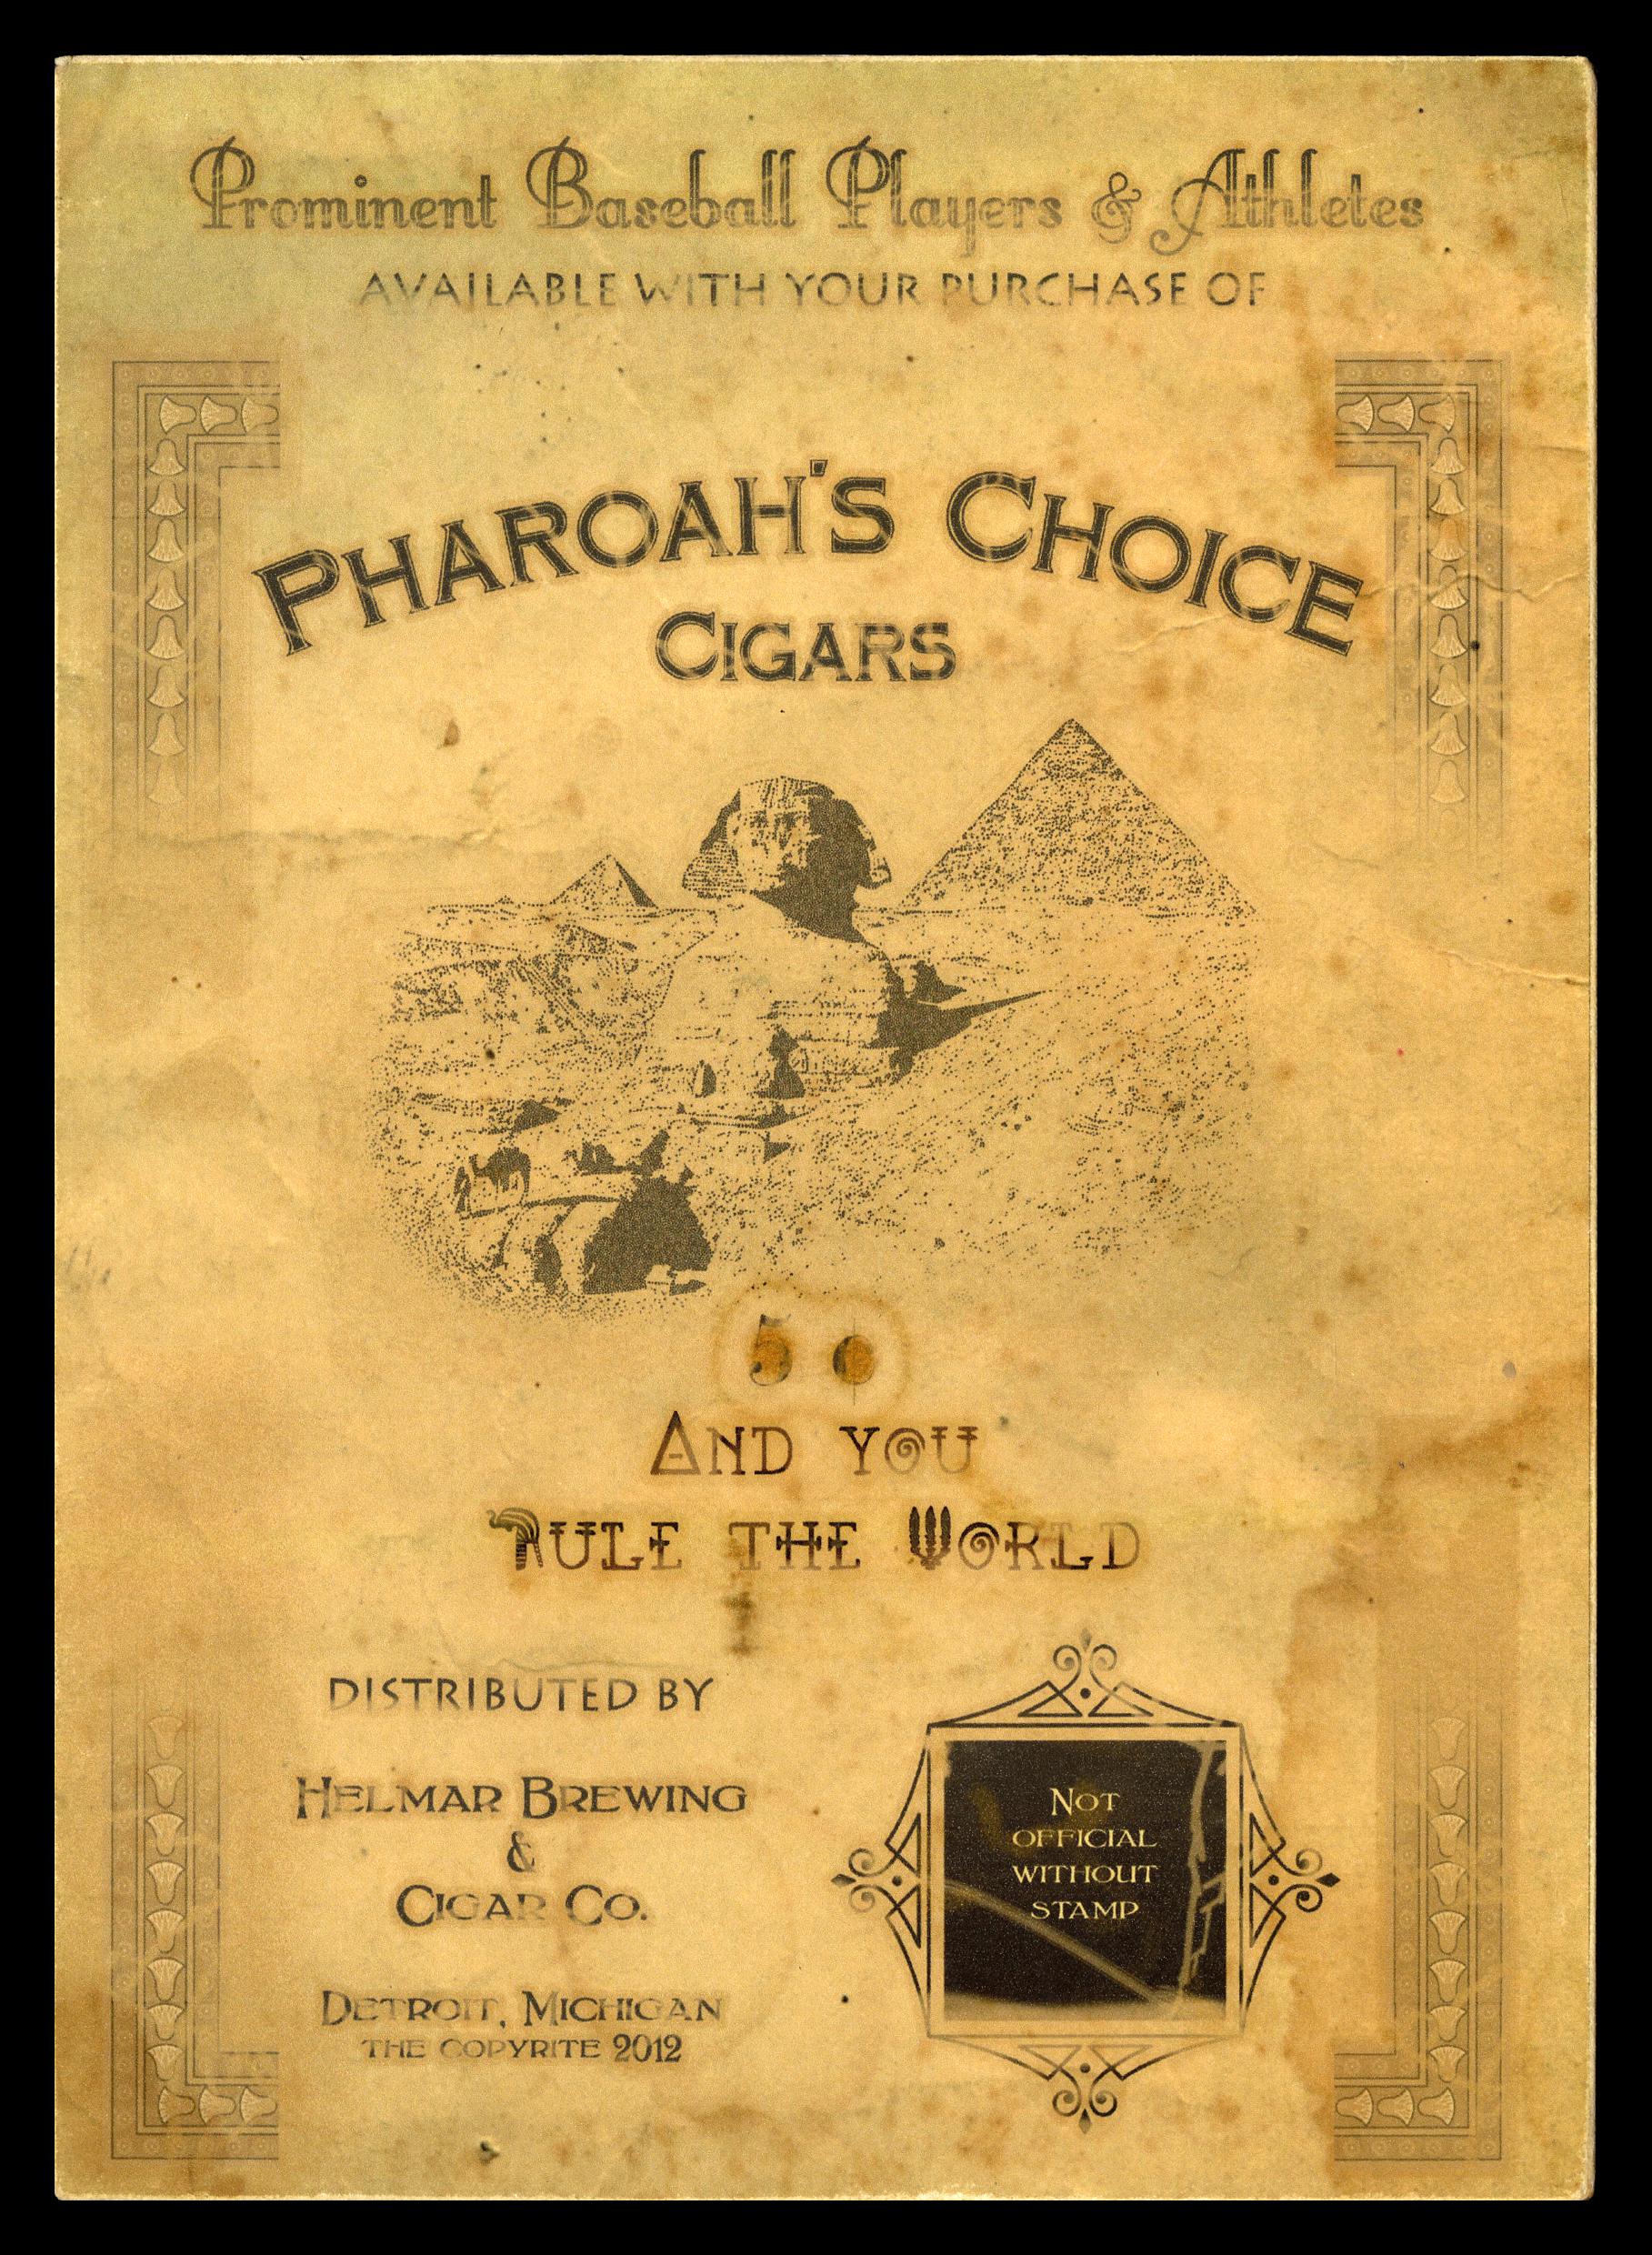 Prominent Baseball Players & Athletes
AVAILABLE WITH YOUR PURCHASE OF
PHAROAH'S CHOICE
CIGARS
5
AND YOU
RULE THE WORLD
DISTRIBUTED BY
HELMAR BREWING
&
CIGAR CO.
DETROIT, MICHIGAN
THE COPYRITE 2012
NOT
OFFICIAL
WITHOUT
STAMP